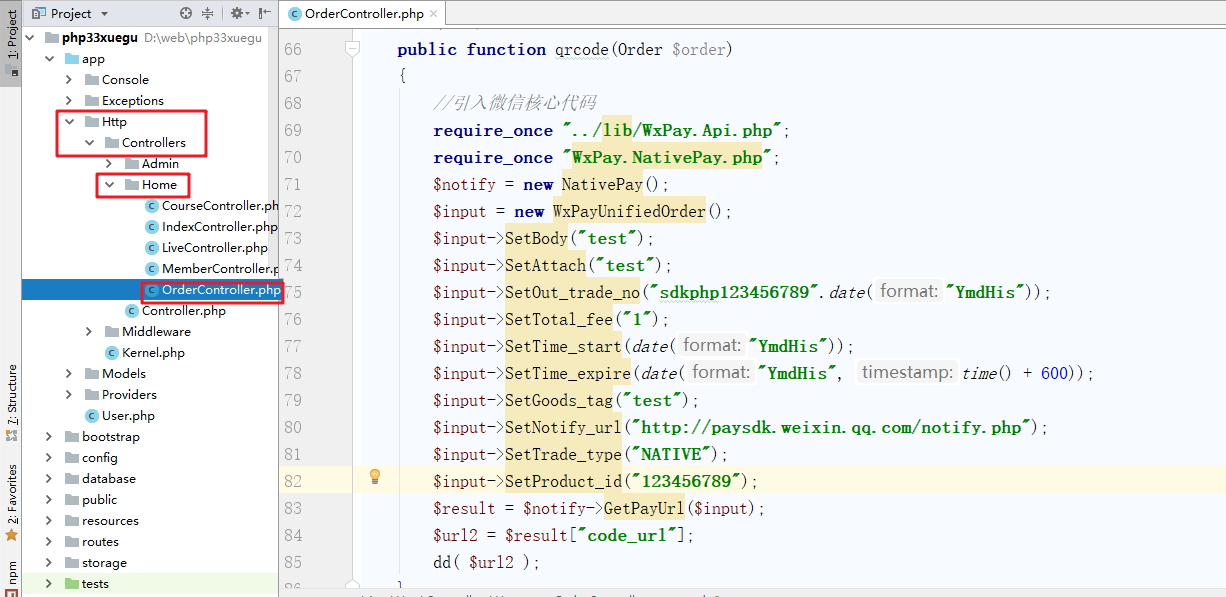 Project
OrderController.php
1: Project
7: Structure
2: Favorites
npm
php33xuegu D:\web\php33xuegu
app
Console
Exceptions
Http
Controllers
Admin
Home
CourseController.ph
IndexController.php
LiveController.php
MemberController.p
OrderController.php
Controller.php
Middleware
Kernel.php
Models
Providers
User.php
bootstrap
config
database
public
resources
routes
storage
tests
66 public function qrcode(Order $order)
67 {
68 //引入微信核心代码
69 require_once "../lib/WxPay.Api.php";
70 require_once "WxPay.NativePay.php";
71 $notify = new NativePay();
72 $input = new WxPayUnifiedOrder();
73 $input->SetBody("test");
74 $input->SetAttach("test");
75 $input->SetOut_trade_no("sdkphp123456789".date( format: "YmdHis"));
76 $input->SetTotal_fee("1");
77 $input->SetTime_start(date( format: "YmdHis"));
78 $input->SetTime_expire(date( format: "YmdHis", timestamp: time() + 600));
79 $input->SetGoods_tag("test");
80 $input->SetNotify_url("http://paysdk.weixin.qq.com/notify.php");
81 $input->SetTrade_type("NATIVE");
82 $input->SetProduct_id("123456789");
83 $result = $notify->GetPayUrl($input);
84 $url2 = $result["code_url"];
85 dd( $url2 );
86 }